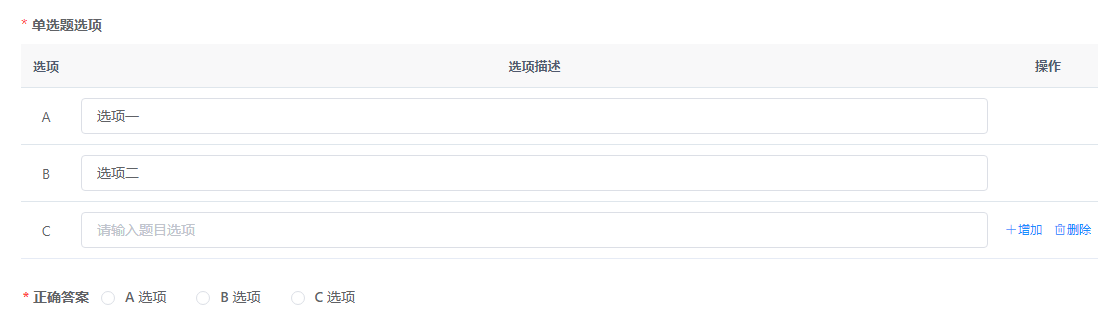 * 单选题选项
选项 选项描述 操作
A 选项一
B 选项二
C 请输入题目选项 +增加 删除
* 正确答案 A 选项 B 选项 C 选项